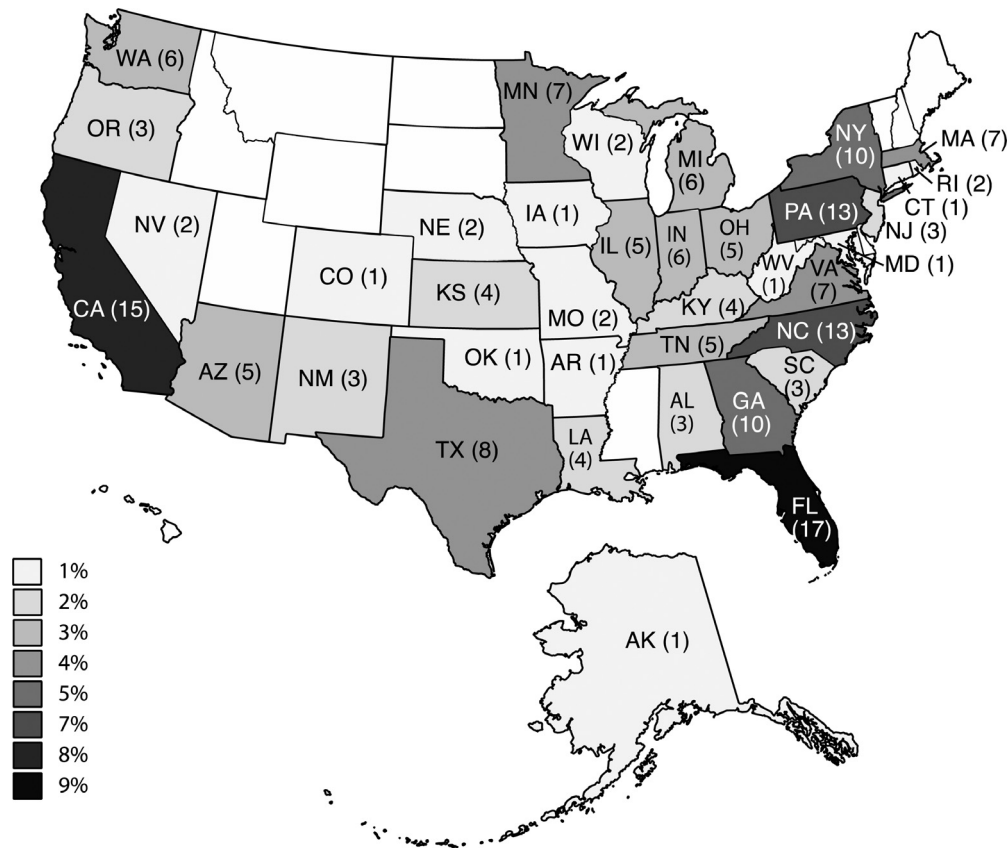 WA (6)
OR (3)
CA (15)
NV (2)
AZ (5)
NM (3)
CO (1)
NE (2)
KS (4)
OK (1)
TX (8)
MN (7)
IA (1)
MO (2)
AR (1)
LA
(4)
WI (2)
IL (5)
MI
(6)
IN
(6)
OH
(5)
KY (4)
TN (5)
AL
(3)
GA
(10)
FL
(17)
SC
(3)
NC (13)
VA
(7)
WV
(1)
PA (13)
NY
(10)
MA (7)
RI (2)
CT (1)
NJ (3)
MD (1)
AK (1)
1%
2%
3%
4%
5%
7%
8%
9%